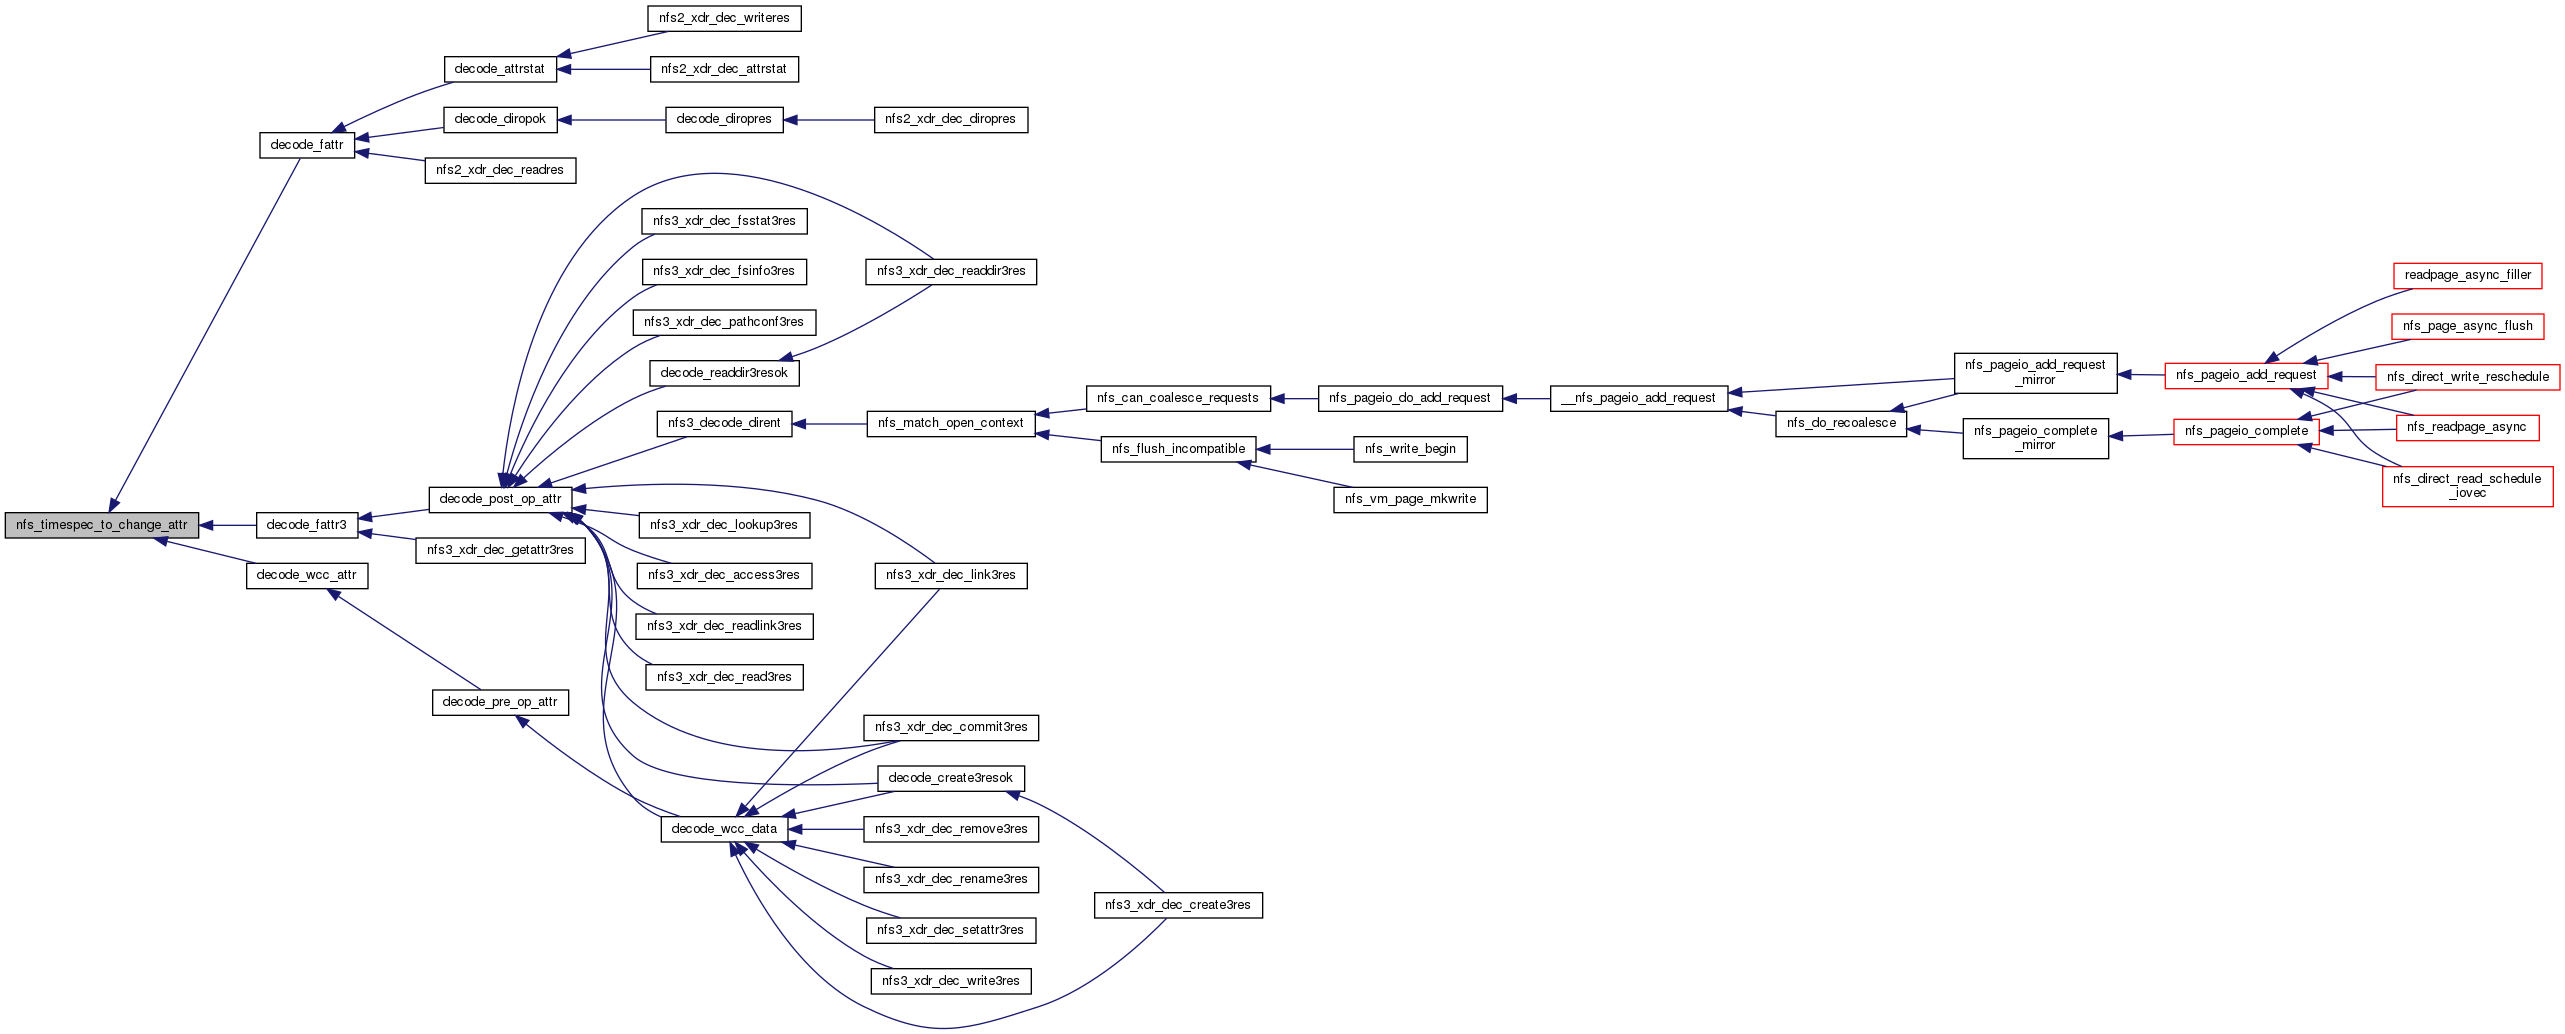 nfs2_xdr_dec_writeres
decode_attrstat
nfs2_xdr_dec_attrstat
decode_diropok
decode_diropres
nfs2_xdr_dec_diropres
decode_fattr
nfs2_xdr_dec_readres
nfs3_xdr_dec_fsstat3res
nfs3_xdr_dec_fsinfo3res
nfs3_xdr_dec_readdir3res
readpage_async_filler
nfs3_xdr_dec_pathconf3res
nfs_page_async_flush
decode_readdir3resok
nfs_pageio_add_request
_mirror
nfs_pageio_add_request
nfs_direct_write_reschedule
nfs_can_coalesce_requests
nfs_pageio_do_add_request
__nfs_pageio_add_request
nfs3_decode_dirent
nfs_match_open_context
nfs_do_recoalesce
nfs_pageio_complete
_mirror
nfs_pageio_complete
nfs_readpage_async
nfs_flush_incompatible
nfs_write_begin
nfs_direct_read_schedule
_iovec
decode_post_op_attr
nfs_vm_page_mkwrite
nfs_timespec_to_change_attr
decode_fattr3
nfs3_xdr_dec_lookup3res
nfs3_xdr_dec_getattr3res
decode_wcc_attr
nfs3_xdr_dec_access3res
nfs3_xdr_dec_link3res
nfs3_xdr_dec_readlink3res
nfs3_xdr_dec_read3res
decode_pre_op_attr
nfs3_xdr_dec_commit3res
decode_create3resok
decode_wcc_data
nfs3_xdr_dec_remove3res
nfs3_xdr_dec_rename3res
nfs3_xdr_dec_create3res
nfs3_xdr_dec_setattr3res
nfs3_xdr_dec_write3res